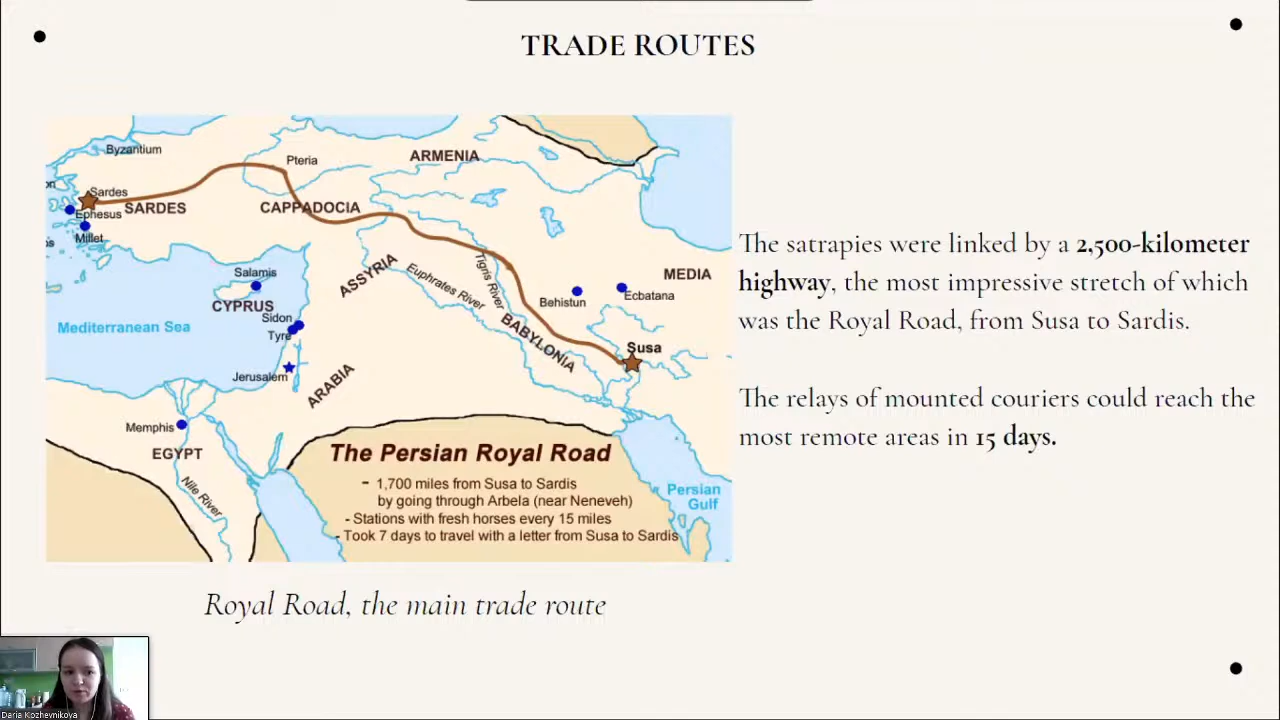 TRADE ROUTES
Byzantium
Pteria
ARMENIA
Sardes
SARDES
CAPPADOCIA
Ephesus
Millet
ASSYRIA
Euphrates River
Tigris River
MEDIA
Salamis
CYPRUS
Behistun
Ecbatana
Sidon
Mediterranean Sea
Tyre
BABYLONIA
Susa
Jerusalem
ARABIA
Memphis
EGYPT
Nile River
The Persian Royal Road
- 1,700 miles from Susa to Sardis
by going through Arbela (near Neneveh)
- Stations with fresh horses every 15 miles
- Took 7 days to travel with a letter from Susa to Sardis
Persian
Gulf
The satrapies were linked by a 2,500-kilometer
highway, the most impressive stretch of which
was the Royal Road, from Susa to Sardis.
The relays of mounted couriers could reach the
most remote areas in 15 days.
Royal Road, the main trade route
Daria Kozhevnikova